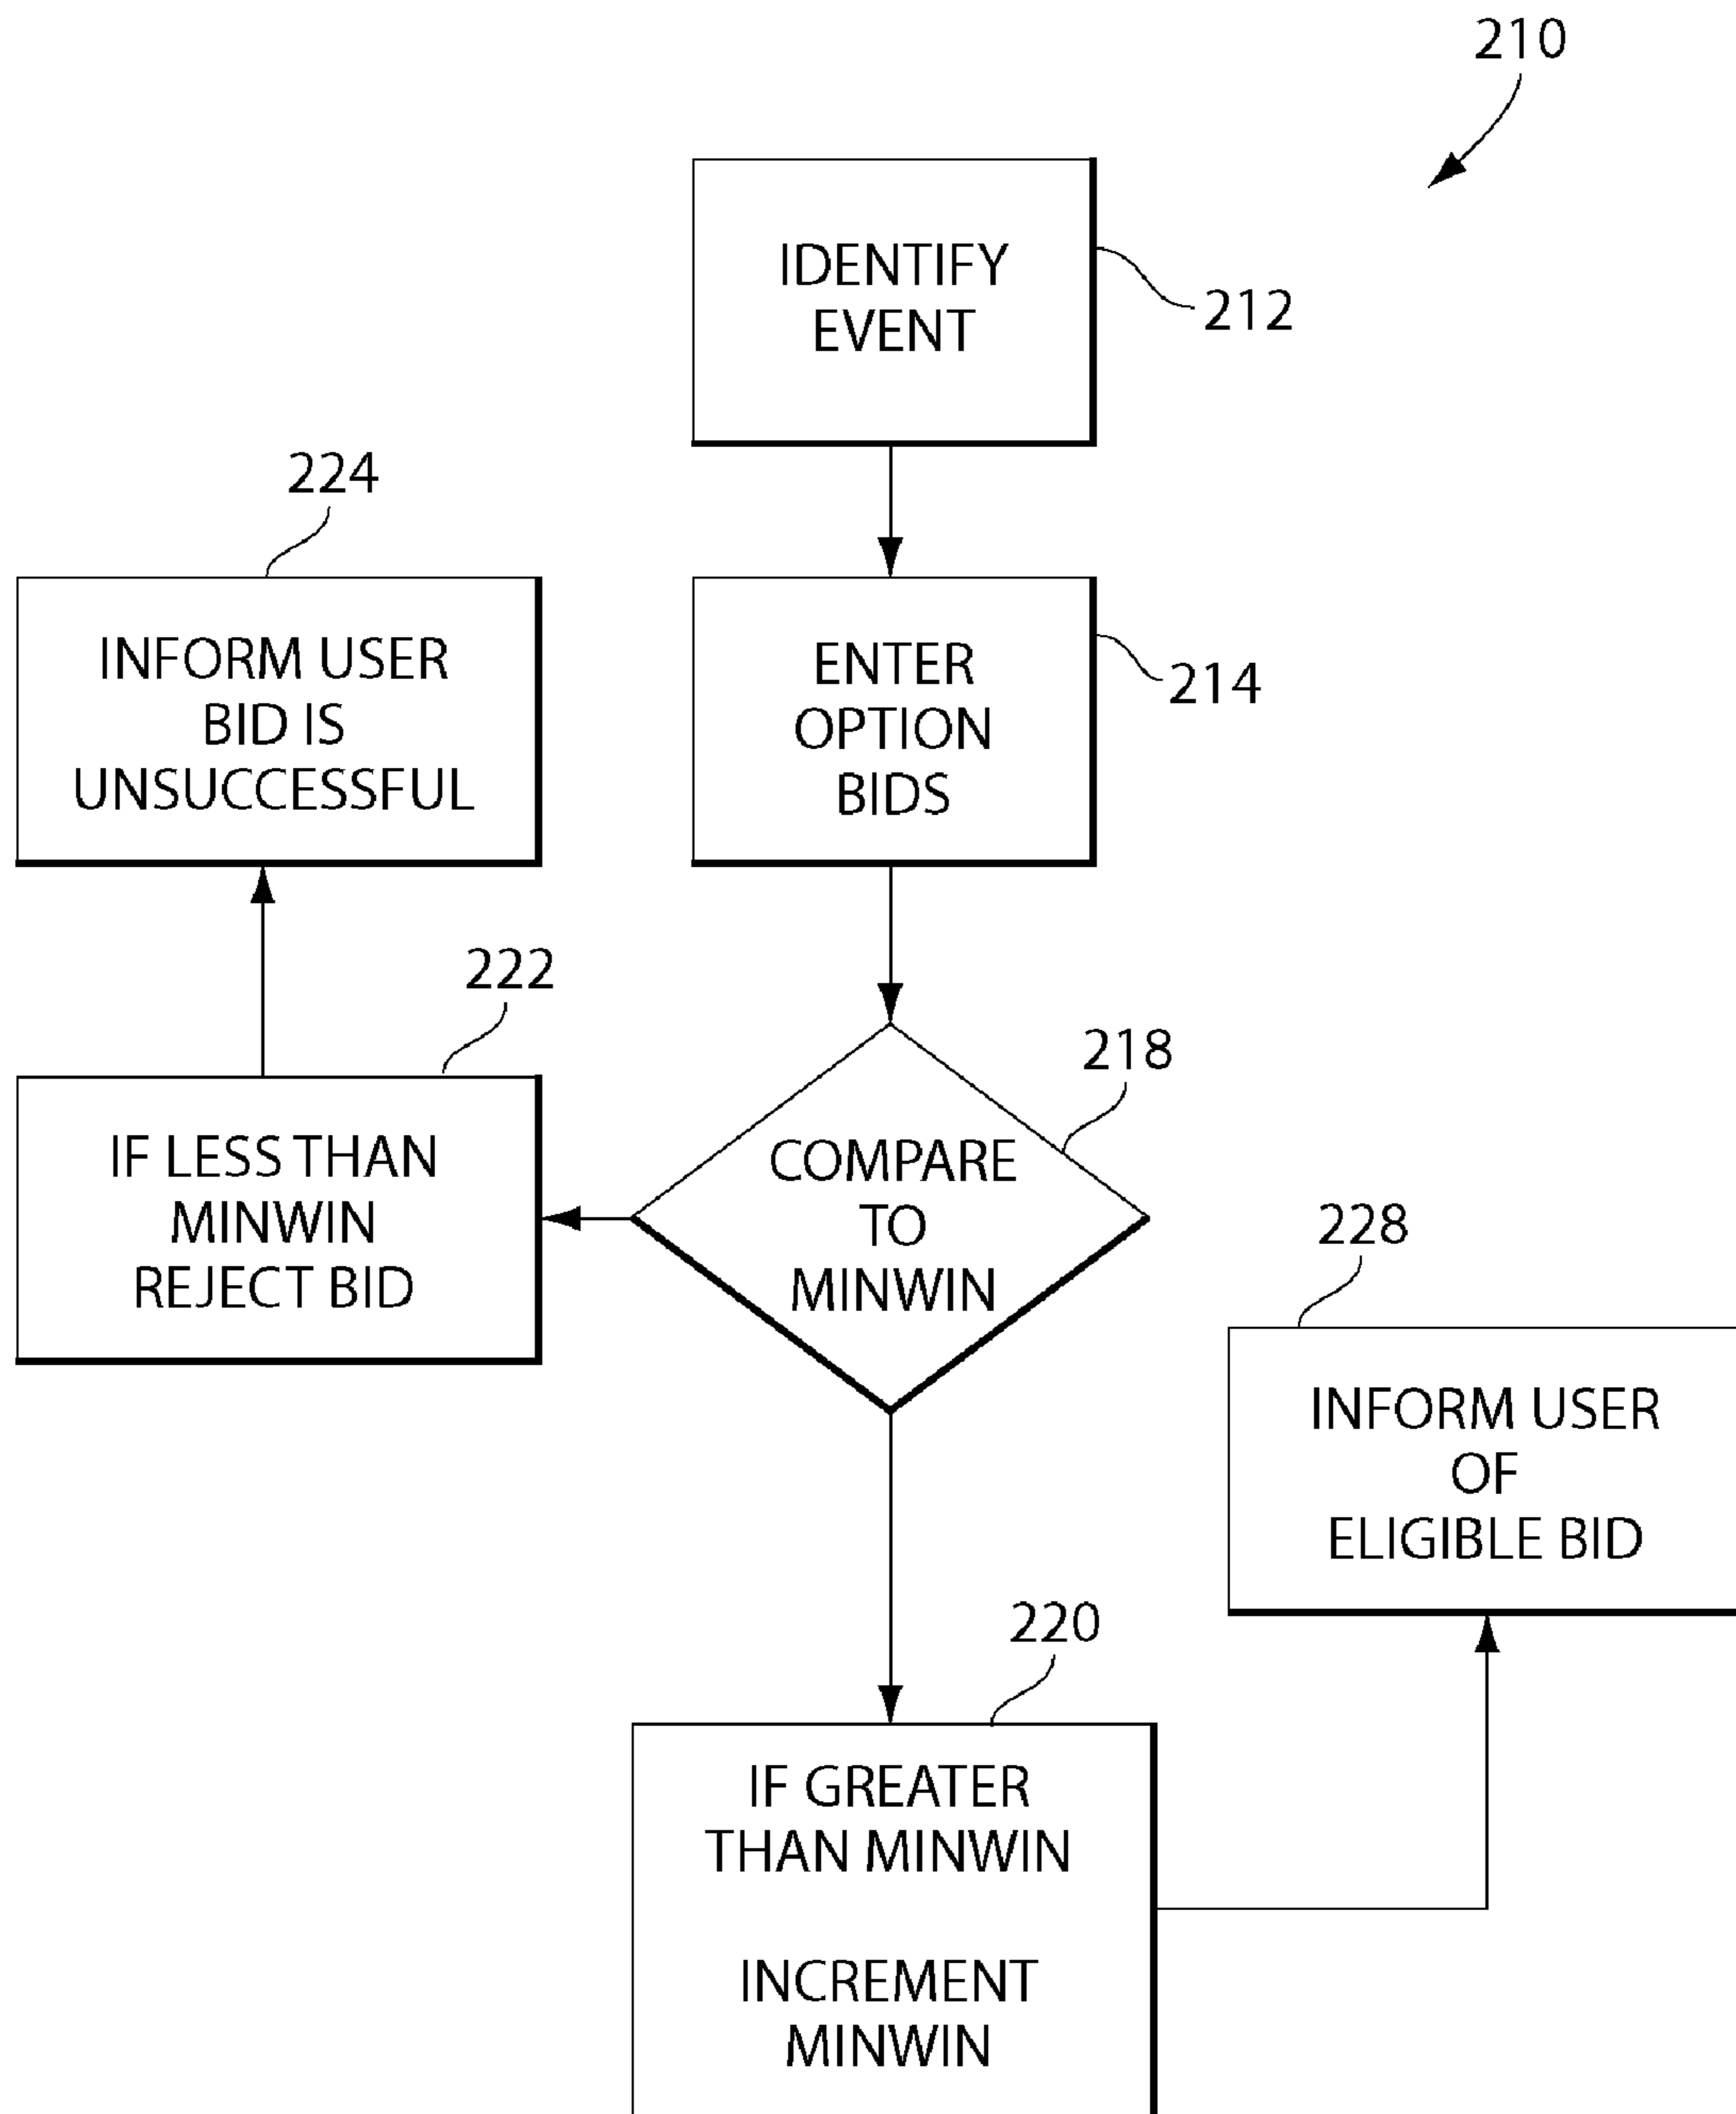 210
IDENTIFY
EVENT
212
224
INFORM USER
BID IS
UNSUCCESSFUL
ENTER
OPTION
BIDS
214
222
IF LESS THAN
MINWIN
REJECT BID
218
COMPARE
TO
MINWIN
228
INFORM USER
OF
ELIGIBLE BID
220
IF GREATER
THAN MINWIN
INCREMENT
MINWIN